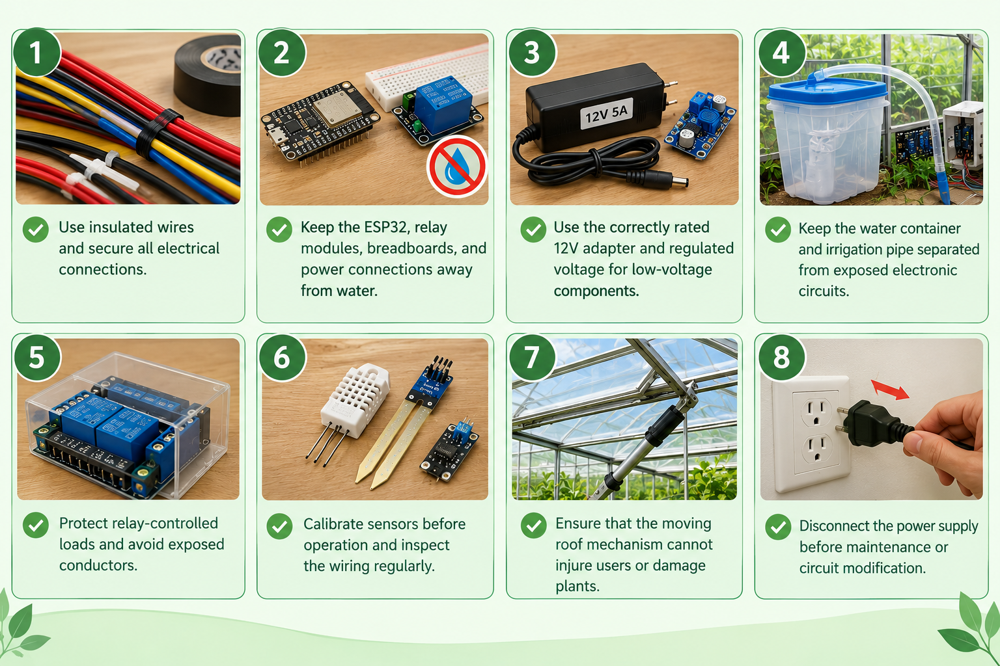 1
Use insulated wires
and secure all electrical
connections.
2
Keep the ESP32, relay
modules, breadboards, and
power connections away
from water.
3
12V 5A
Use the correctly rated
12V adapter and regulated
voltage for low-voltage
components.
4
Keep the water container
and irrigation pipe separated
from exposed electronic
circuits.
5
Protect relay-controlled
loads and avoid exposed
conductors.
6
Calibrate sensors before
operation and inspect
the wiring regularly.
7
Ensure that the moving
roof mechanism cannot
injure users or damage
plants.
8
Disconnect the power supply
before maintenance or
circuit modification.